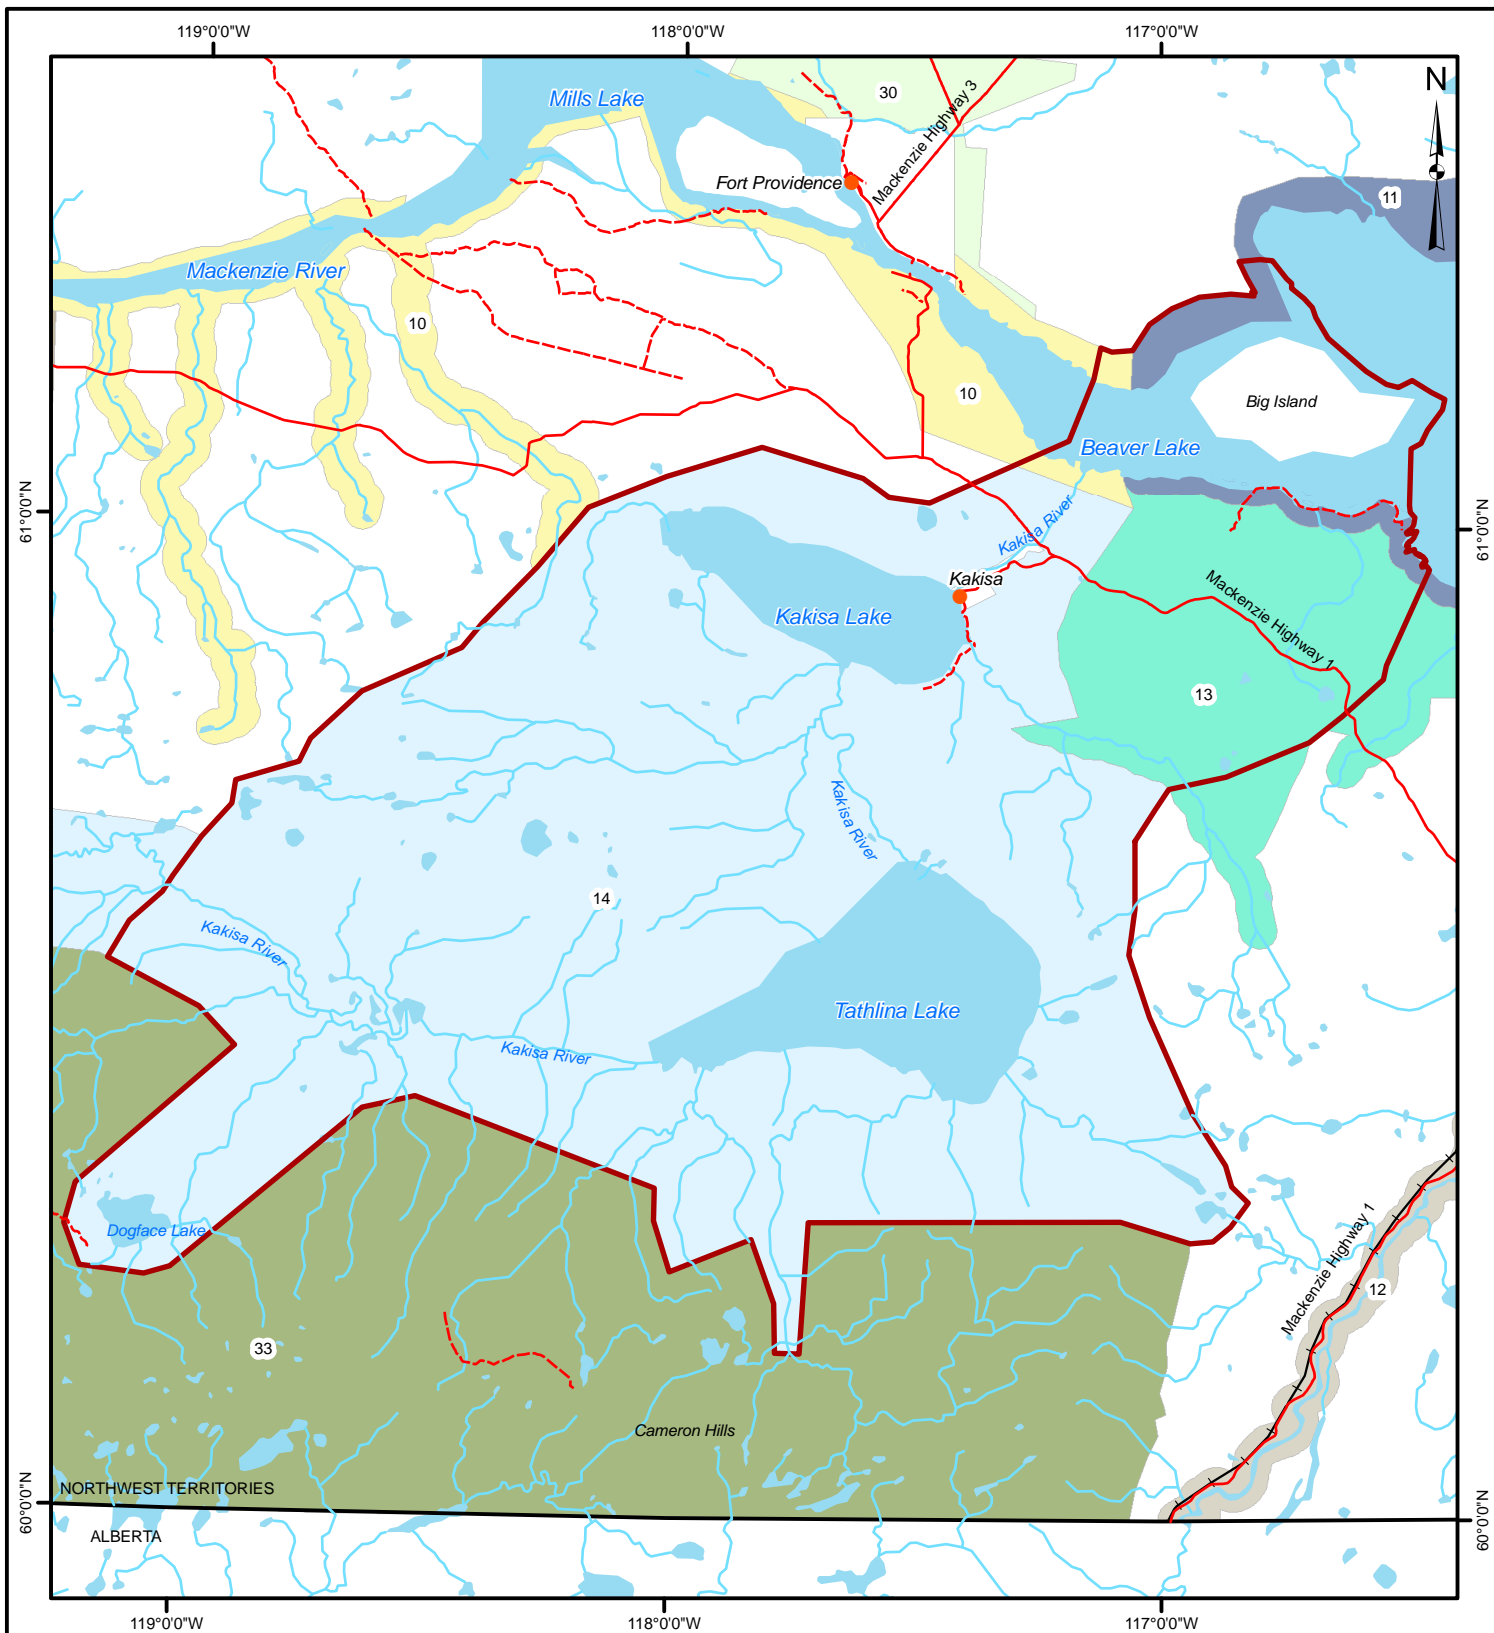 119°0'0"W
118°0'0"W
117°0'0"W
N
Mills Lake
30
Mackenzie Highway 3
Fort Providence
11
Mackenzie River
10
10
Big Island
Beaver Lake
61°0'0"N
61°0'0"N
Kakisa River
Kakisa
Mackenzie Highway 1
Kakisa Lake
13
Kakisa River
14
Kakisa River
Tathlina Lake
Kakisa River
Dogface Lake
Mackenzie Highway 1
12
33
Cameron Hills
NORTHWEST TERRITORIES
60°0'0"N
60°0'0"N
ALBERTA
119°0'0"W
118°0'0"W
117°0'0"W